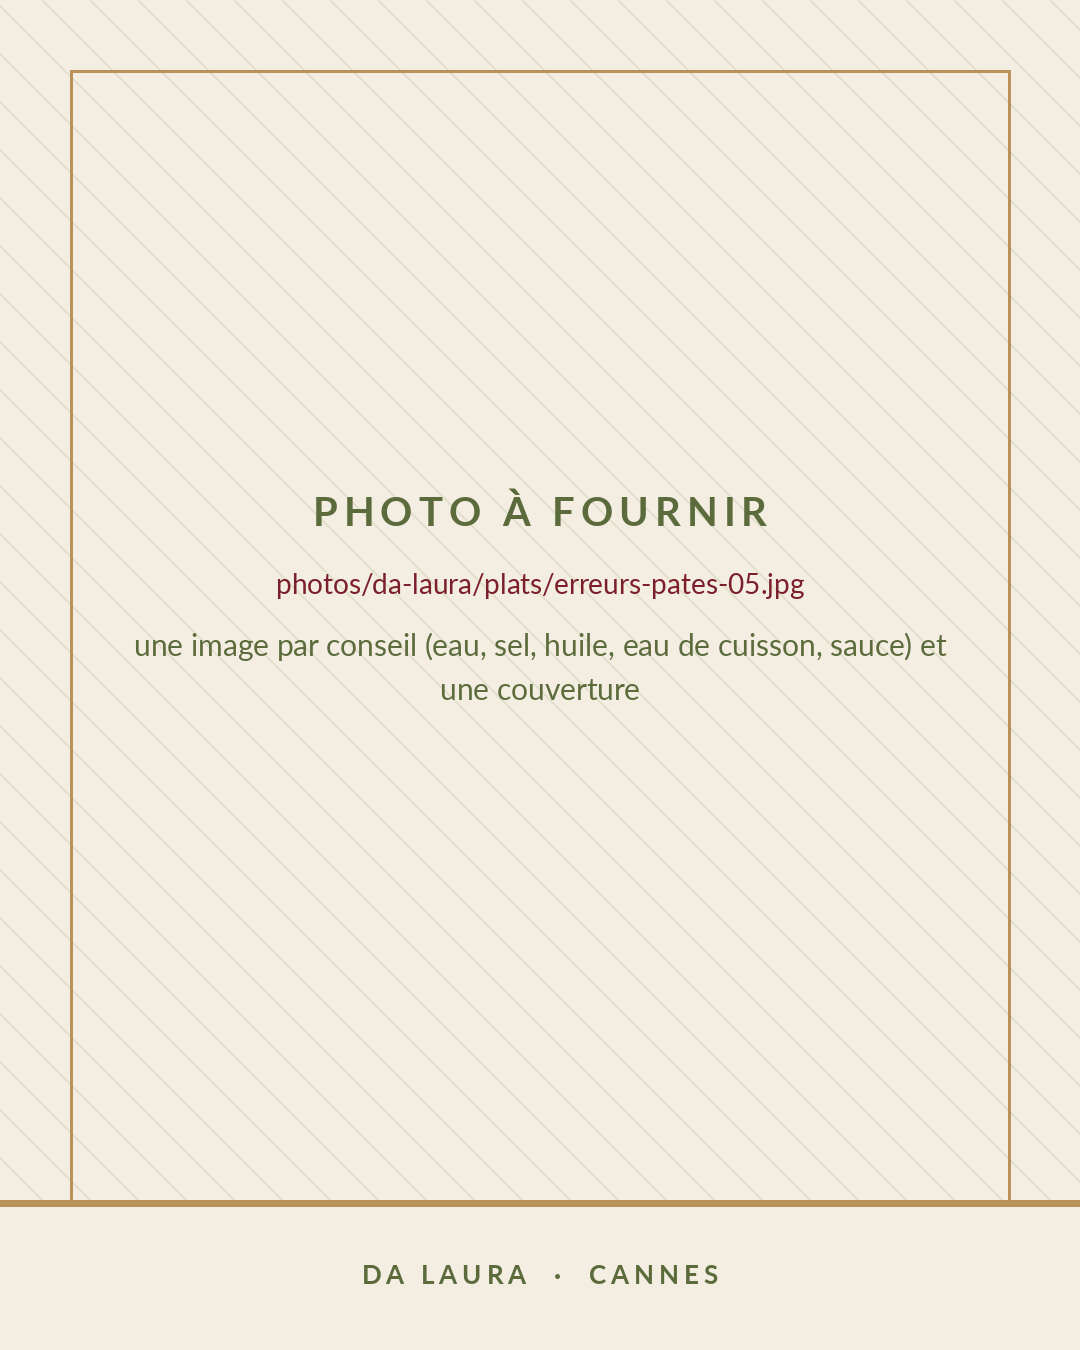 PHOTO À FOURNIR
photos/da-laura/plats/erreurs-pates-05.jpg
une image par conseil (eau, sel, huile, eau de cuisson, sauce) et
une couverture
DA LAURA · CANNES